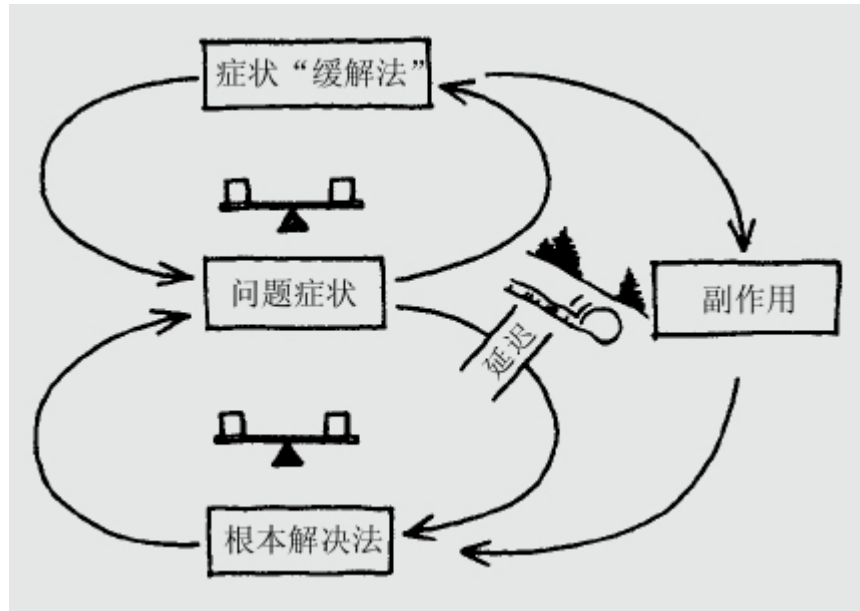 症状“缓解法”
问题症状
延迟
副作用
根本解决法